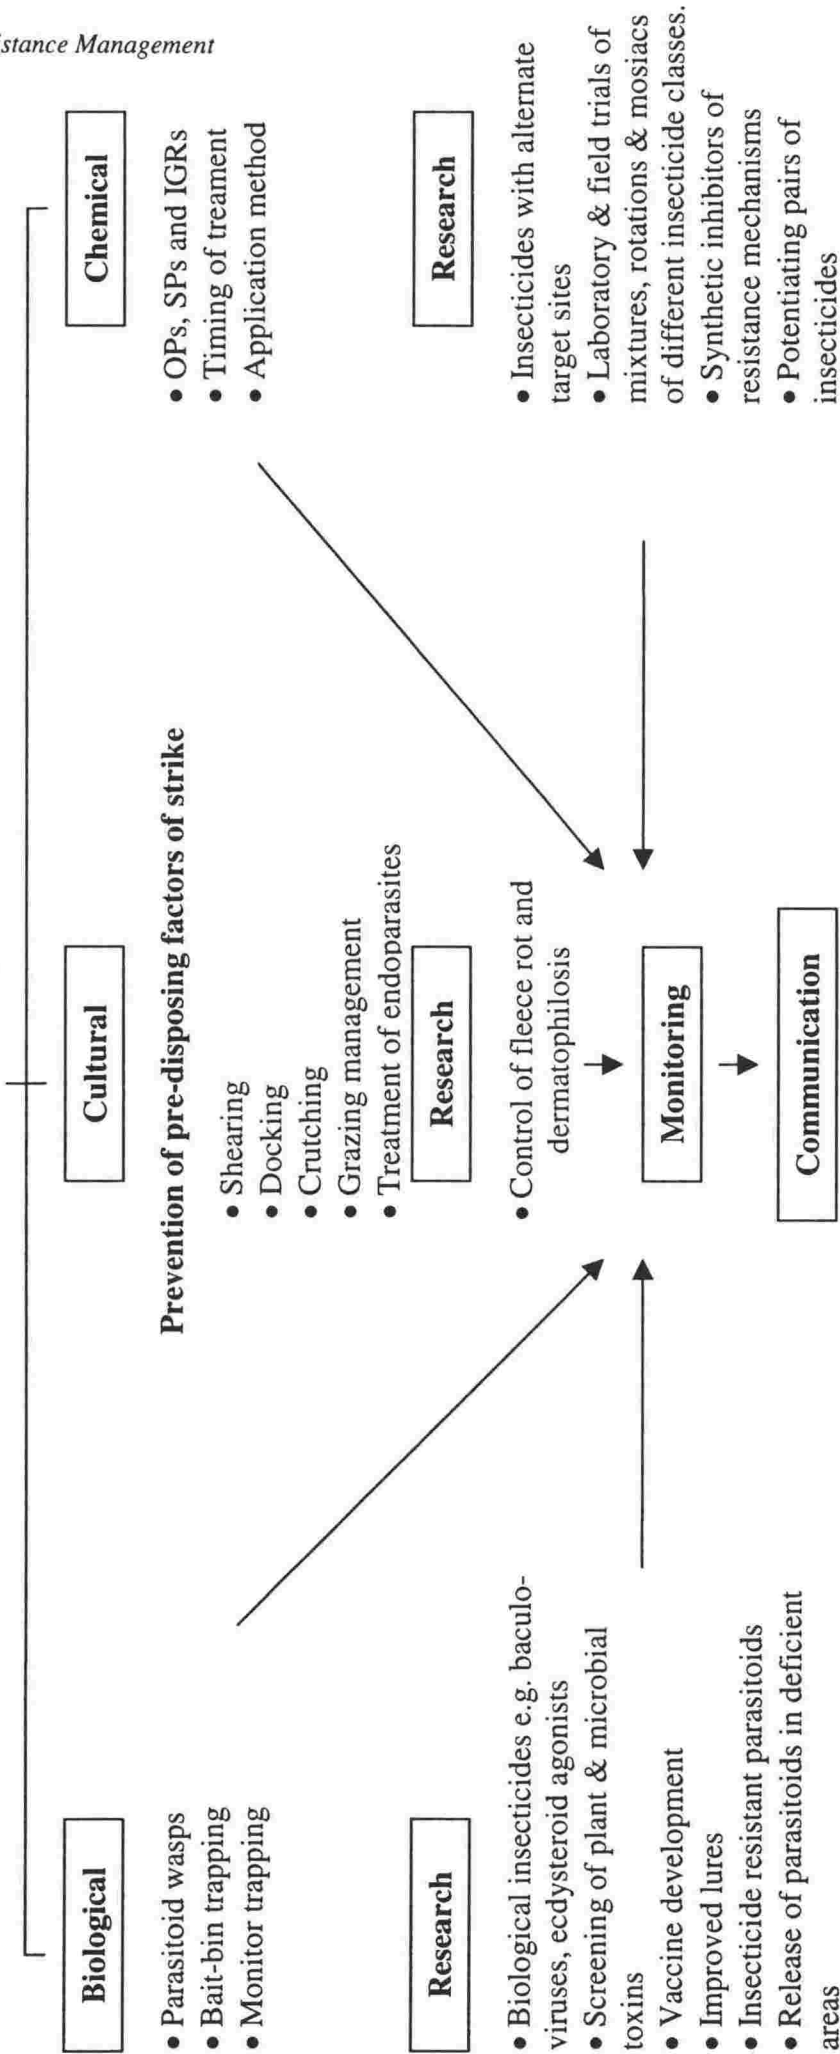 stance Management
Biological
• Parasitoid wasps
• Bait-bin trapping
• Monitor trapping
Research
• Biological insecticides e.g. baculo-
viruses, ecdysteroid agonists
• Screening of plant & microbial
toxins
• Vaccine development
• Improved lures
• Insecticide resistant parasitoids
• Release of parasitoids in deficient
areas
Cultural
Prevention of pre-disposing factors of strike
• Shearing
• Docking
• Crutching
• Grazing management
• Treatment of endoparasites
Research
• Control of fleece rot and
dermatophilosis
Monitoring
Communication
Chemical
• OPs, SPs and IGRs
• Timing of treament
• Application method
Research
• Insecticides with alternate
target sites
• Laboratory & field trials of
mixtures, rotations & mosiacs
of different insecticide classes.
• Synthetic inhibitors of
resistance mechanisms
• Potentiating pairs of
insecticides